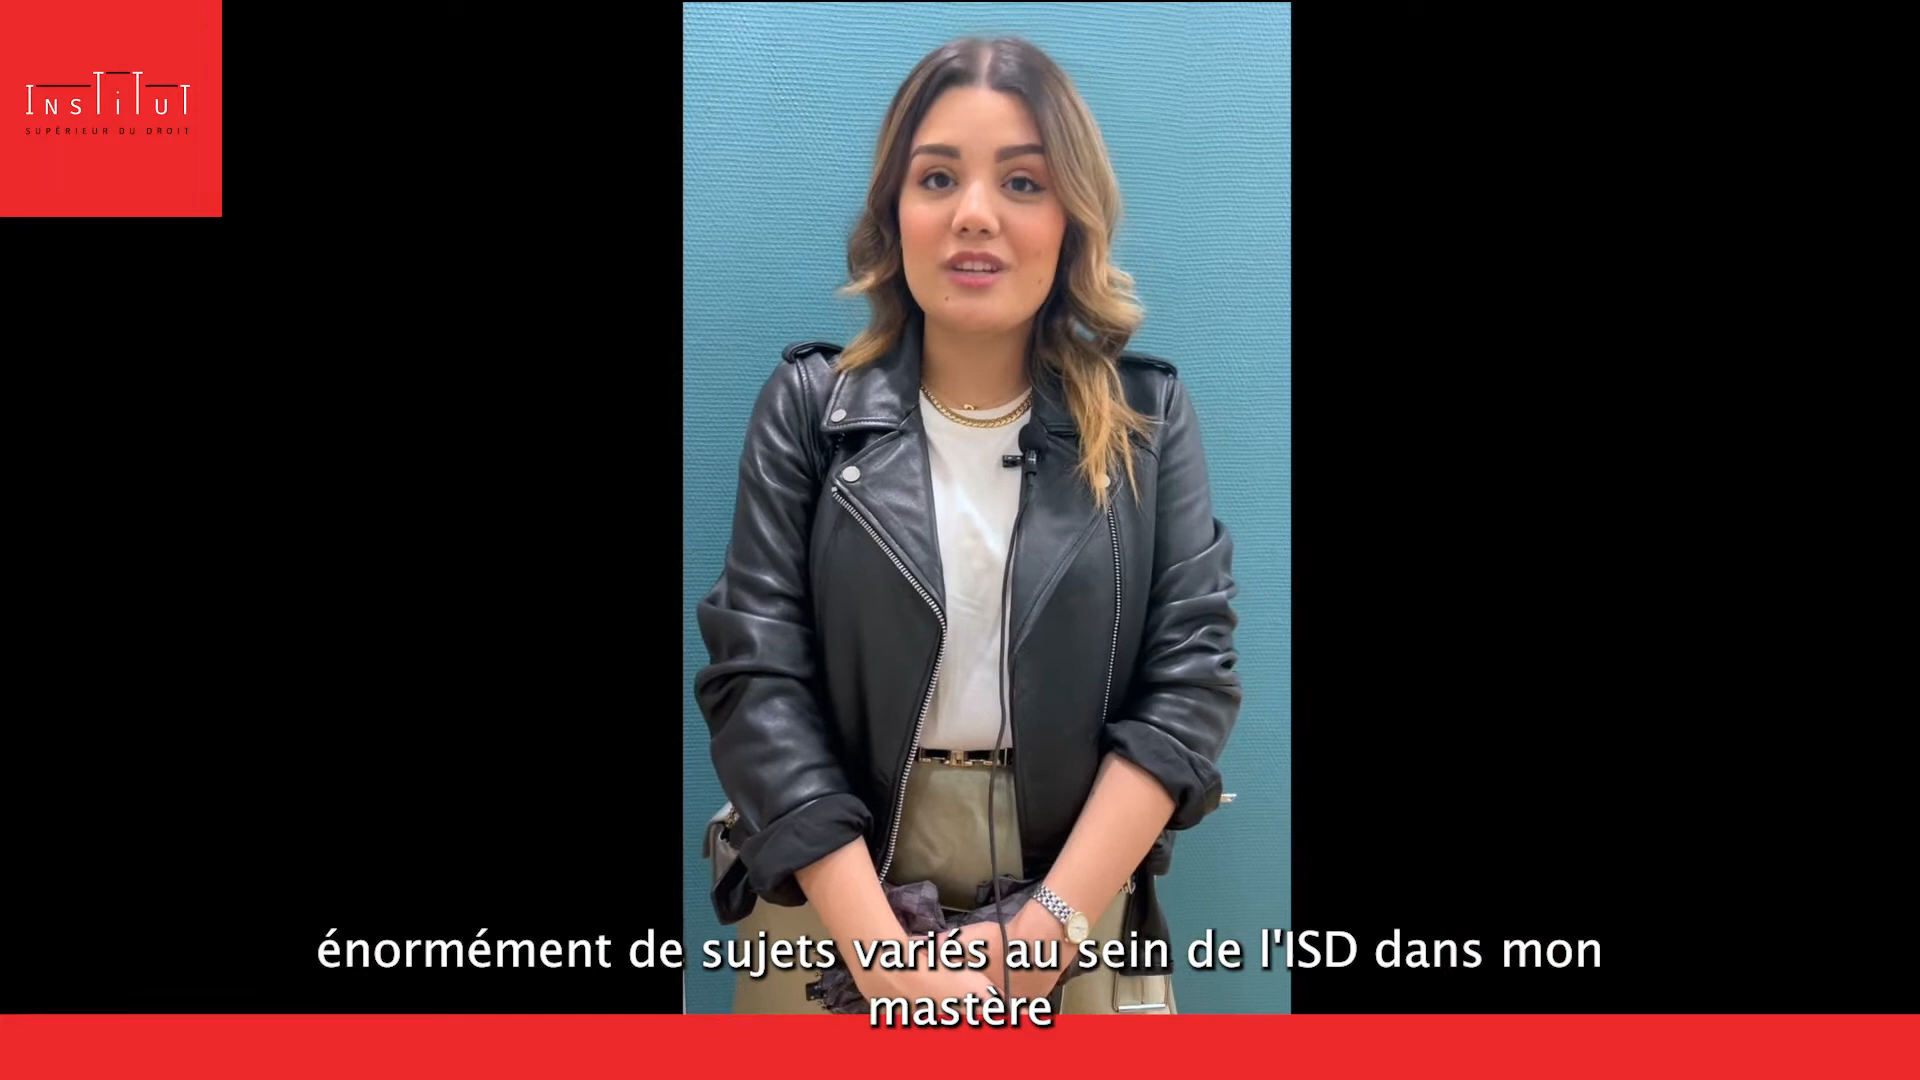 INSTITUT
SUPÉRIEUR DU DROIT
énormément de sujets variés au sein de l'ISD dans mon
mastère